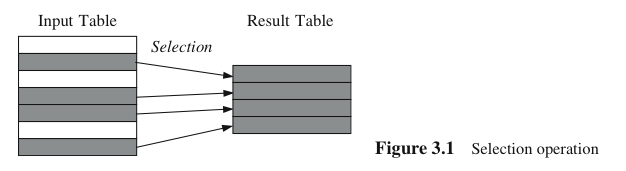 Input Table
Result Table
Selection
Figure 3.1 Selection operation